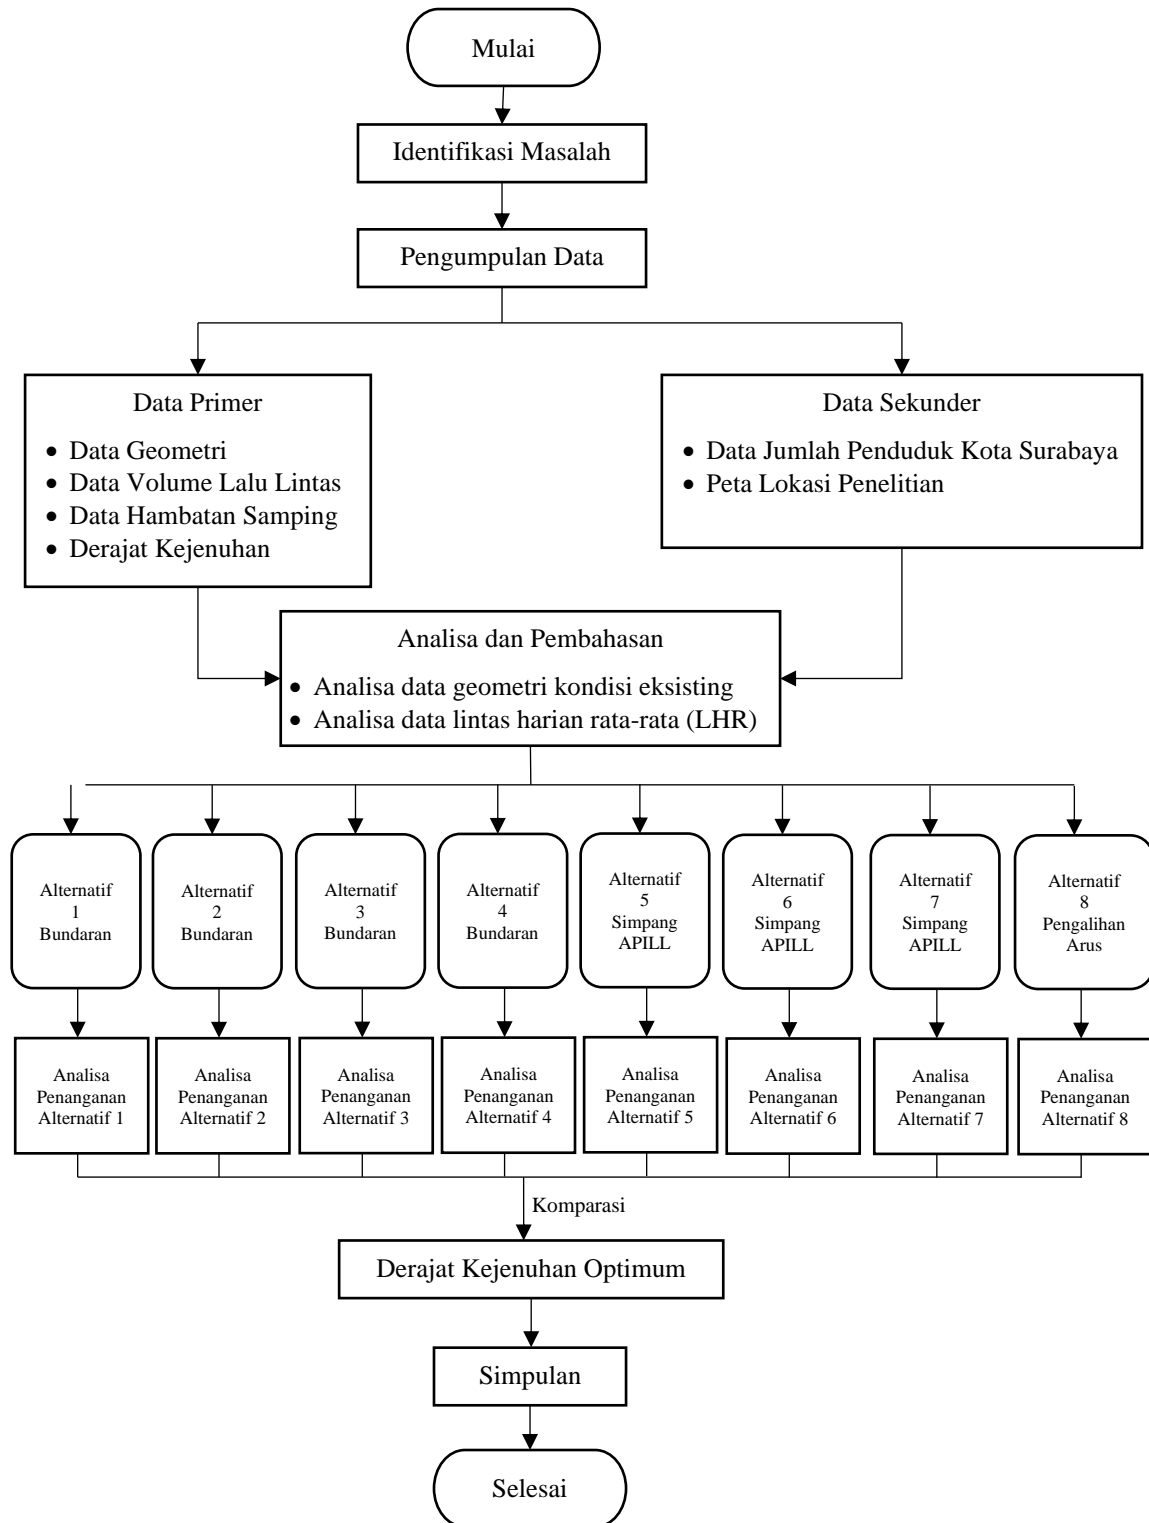 Mulai
Identifikasi Masalah
Pengumpulan Data
Data Primer
• Data Geometri
• Data Volume Lalu Lintas
• Data Hambatan Samping
• Derajat Kejenuhan
Data Sekunder
• Data Jumlah Penduduk Kota Surabaya
• Peta Lokasi Penelitian
Analisa dan Pembahasan
• Analisa data geometri kondisi eksisting
• Analisa data lintas harian rata-rata (LHR)
Alternatif
1
Bundaran
Alternatif
2
Bundaran
Alternatif
3
Bundaran
Alternatif
4
Bundaran
Alternatif
5
Simpang
APILL
Alternatif
6
Simpang
APILL
Alternatif
7
Simpang
APILL
Alternatif
8
Pengalihan
Arus
Analisa
Penanganan
Alternatif 1
Analisa
Penanganan
Alternatif 2
Analisa
Penanganan
Alternatif 3
Analisa
Penanganan
Alternatif 4
Analisa
Penanganan
Alternatif 5
Analisa
Penanganan
Alternatif 6
Analisa
Penanganan
Alternatif 7
Analisa
Penanganan
Alternatif 8
Komparasi
Derajat Kejenuhan Optimum
Simpulan
Selesai